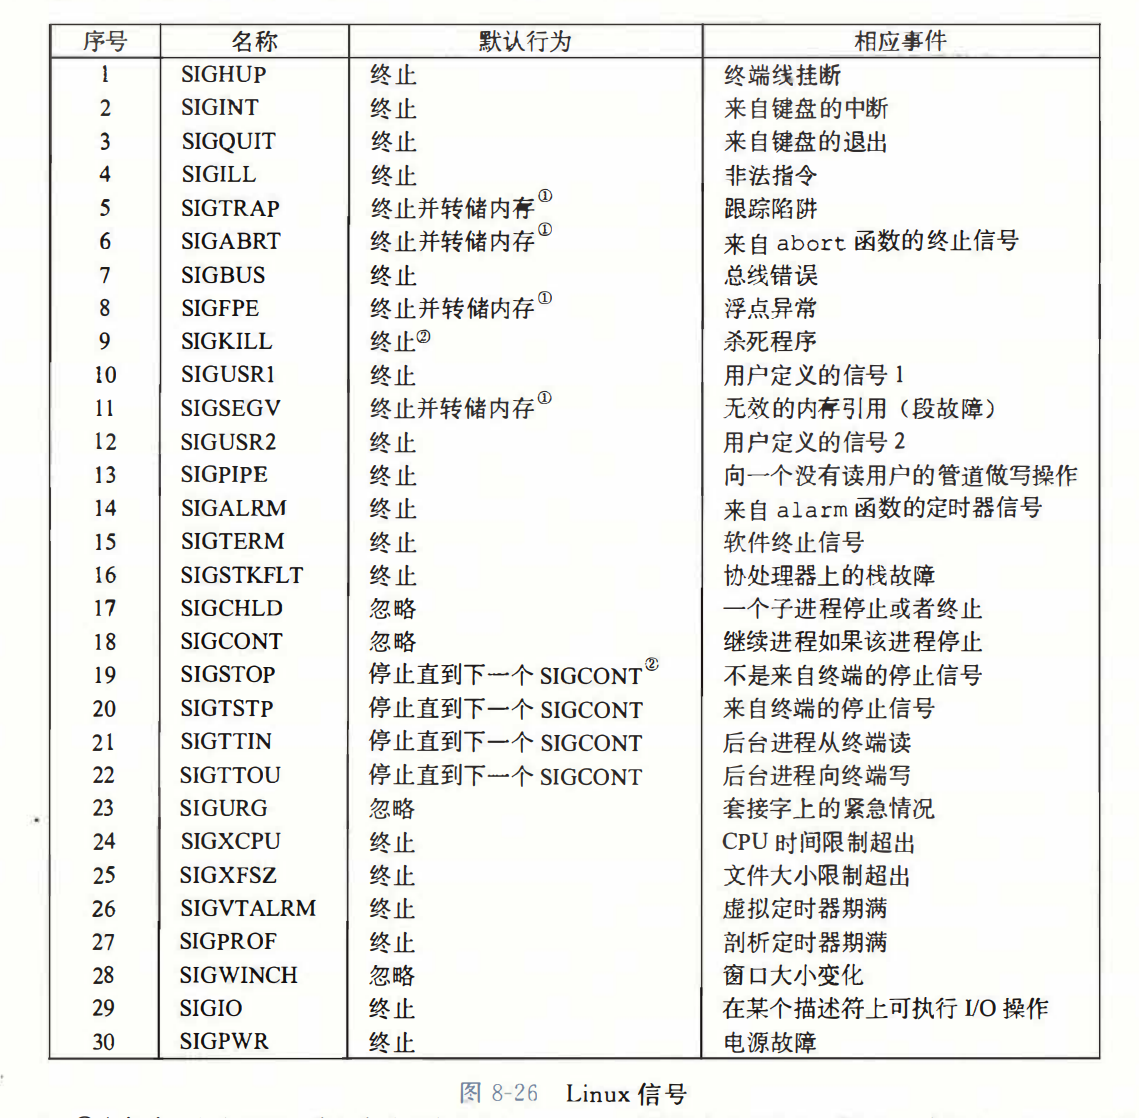 序号 名称 默认行为 相应事件
1 SIGHUP 终止 终端线挂断
2 SIGINT 终止 来自键盘的中断
3 SIGQUIT 终止 来自键盘的退出
4 SIGILL 终止 非法指令
5 SIGTRAP 终止并转储内存① 跟踪陷阱
6 SIGABRT 终止并转储内存① 来自 abort 函数的终止信号
7 SIGBUS 终止 总线错误
8 SIGFPE 终止并转储内存① 浮点异常
9 SIGKILL 终止② 杀死程序
10 SIGUSR1 终止 用户定义的信号 1
11 SIGSEGV 终止并转储内存① 无效的内存引用（段故障）
12 SIGUSR2 终止 用户定义的信号 2
13 SIGPIPE 终止 向一个没有读用户的管道做写操作
14 SIGALRM 终止 来自 alarm 函数的定时器信号
15 SIGTERM 终止 软件终止信号
16 SIGSTKFLT 终止 协处理器上的栈故障
17 SIGCHLD 忽略 一个子进程停止或者终止
18 SIGCONT 忽略 继续进程如果该进程停止
19 SIGSTOP 停止直到下一个 SIGCONT② 不是来自终端的停止信号
20 SIGTSTP 停止直到下一个 SIGCONT 来自终端的停止信号
21 SIGTTIN 停止直到下一个 SIGCONT 后台进程从终端读
22 SIGTTOU 停止直到下一个 SIGCONT 后台进程向终端写
23 SIGURG 忽略 套接字上的紧急情况
24 SIGXCPU 终止 CPU 时间限制超出
25 SIGXFSZ 终止 文件大小限制超出
26 SIGVTALRM 终止 虚拟定时器期满
27 SIGPROF 终止 剖析定时器期满
28 SIGWINCH 忽略 窗口大小变化
29 SIGIO 终止 在某个描述符上可执行 I/O 操作
30 SIGPWR 终止 电源故障
图 8-26 Linux 信号